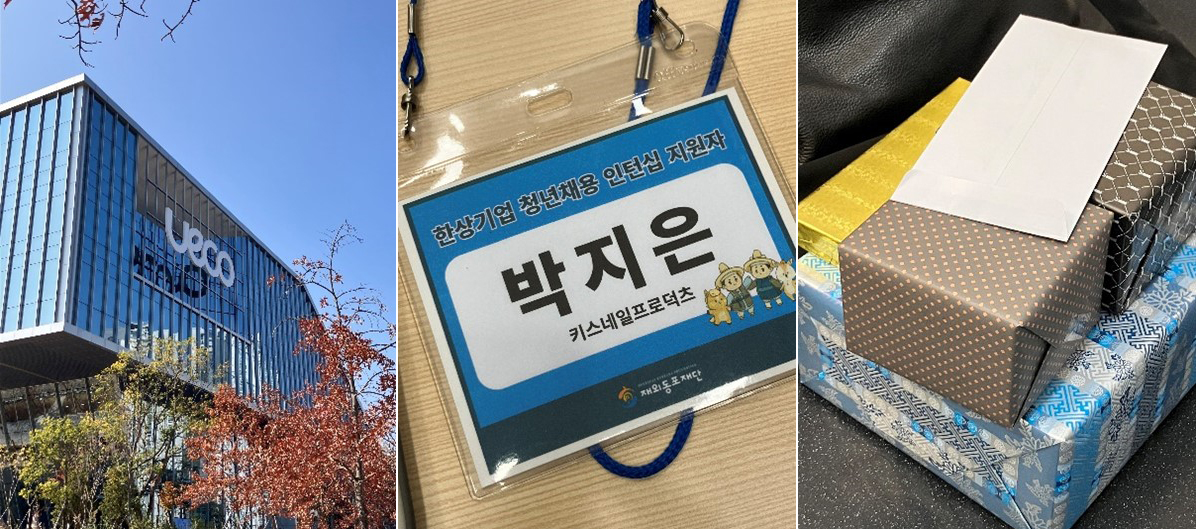 ueco
한상기업 청년채용 인턴십 지원자
박지은
키스네일프로덕츠
재외동포재단